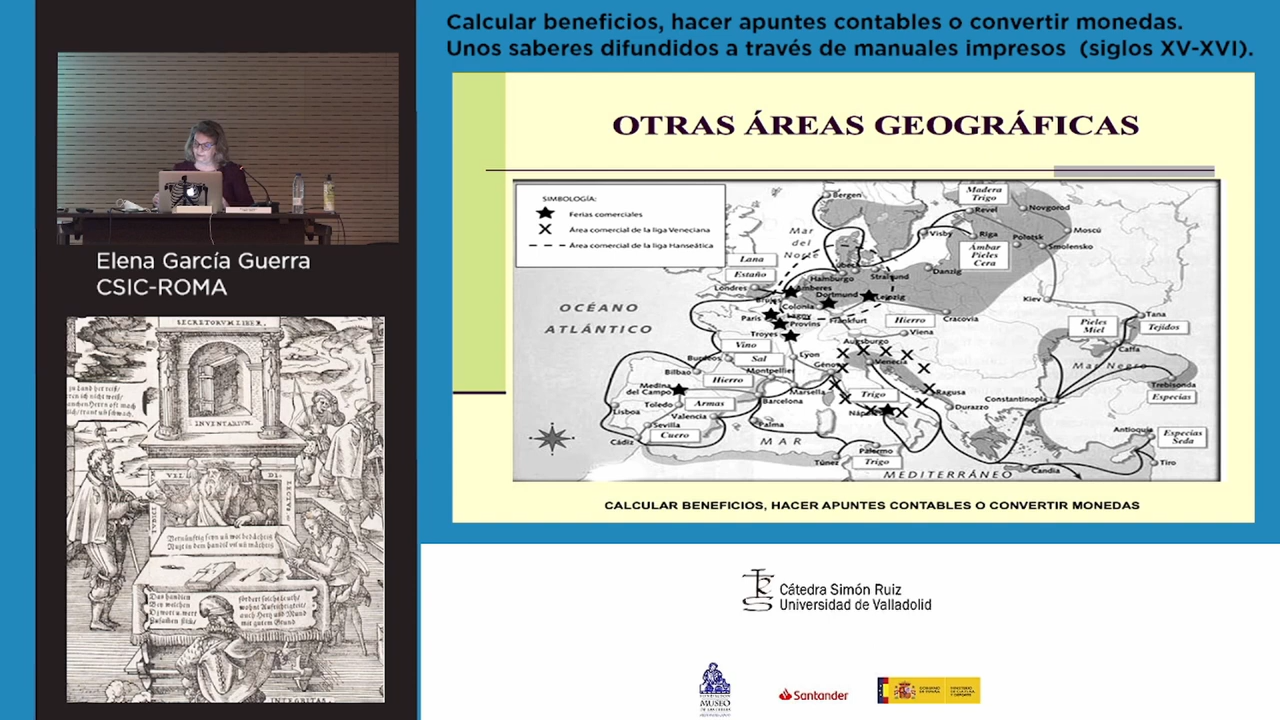 Calcular beneficios, hacer apuntes contables o convertir monedas.
Unos saberes difundidos a través de manuales impresos (siglos XV-XVI).
Elena García Guerra
CSIC-ROMA
SECRETORVM LIBER.
INVENTARIVM.
INTEGRITAS
OTRAS ÁREAS GEOGRÁFICAS
SIMBOLOGÍA:
Ferias comerciales
Área comercial de la liga Veneciana
Área comercial de la liga Hanseática
Bergen
Madera
Trigo
Revel
Novgorod
Mar
del
Norte
Visby
Riga
Polotsk
Moscú
Smolensko
Ámbar
Pieles
Cera
Lana
Estaño
Hamburgo
Stralsund
Danzig
Londres
Amberes
Brujas
Dortmund
Leipzig
Colonia
Kiev
OCÉANO
ATLÁNTICO
París
Lagny
Provins
Frankfurt
Hierro
Cracovia
Tana
Pieles
Miel
Tejidos
Troyes
Viena
Vino
Augsburgo
Caffa
Sal
Burdeos
Lyon
Génova
Venecia
Mar Negro
Bilbao
Montpellier
Hierro
Trebisonda
Medina
del Campo
Marsella
Ragusa
Especias
Toledo
Armas
Barcelona
Trigo
Constantinopla
Lisboa
Valencia
Durazzo
Sevilla
Palma
Cuero
Cádiz
MAR
Antioquía
Especias
Seda
Palermo
Túnez
Trigo
MEDITERRÁNEO
Candia
Tiro
CALCULAR BENEFICIOS, HACER APUNTES CONTABLES O CONVERTIR MONEDAS
Cátedra Simón Ruiz
Universidad de Valladolid
MUSEO
Santander